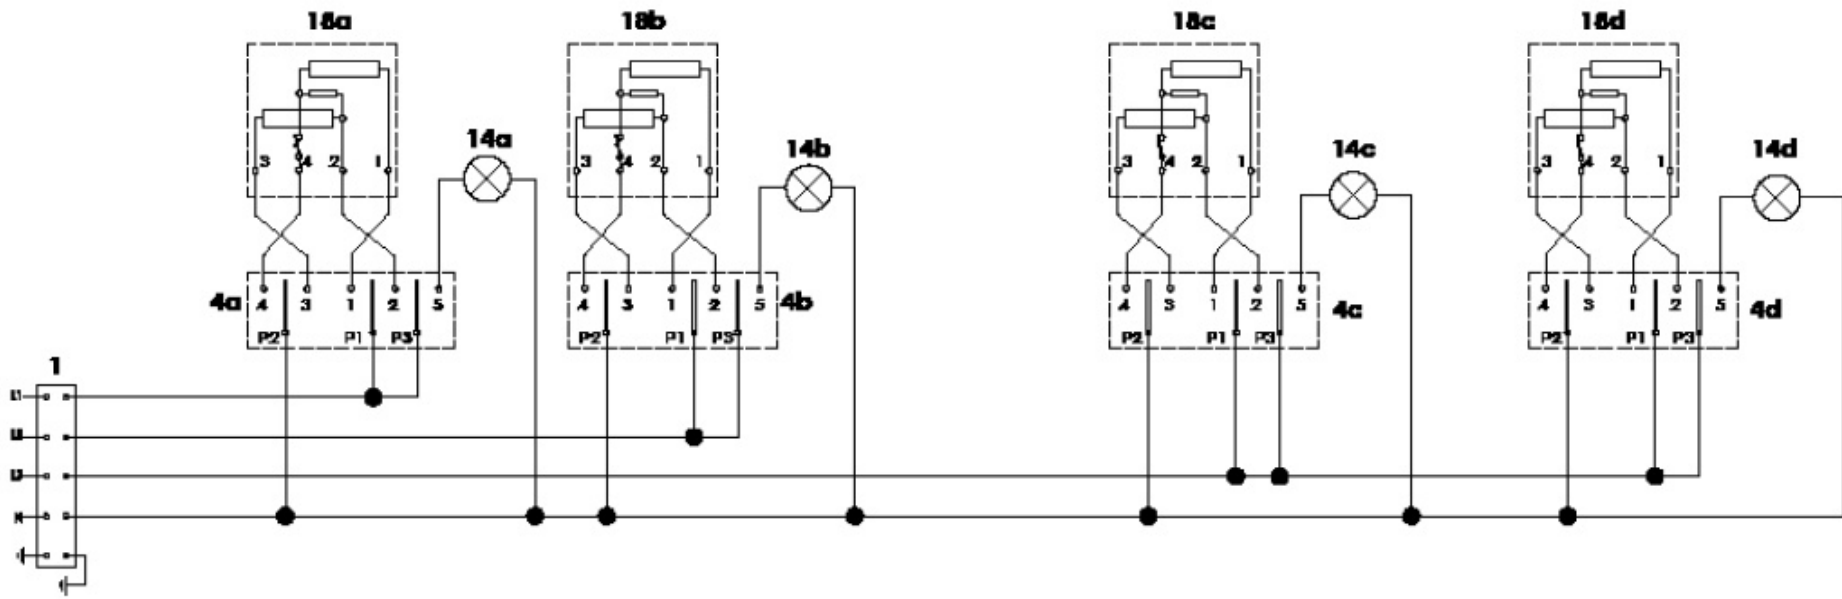 18a 18b 18c 18d
14a 14b 14c 14d
3 4 2 1 3 4 2 1 3 4 2 1 3 4 2 1
4a 4 3 1 2 5 4 3 1 2 5 4b 4 3 1 2 5 4c 4 3 1 2 5 4d
P2 P1 P3 P2 P1 P3 P2 P1 P3 P2 P1 P3
1
L1
L3
N